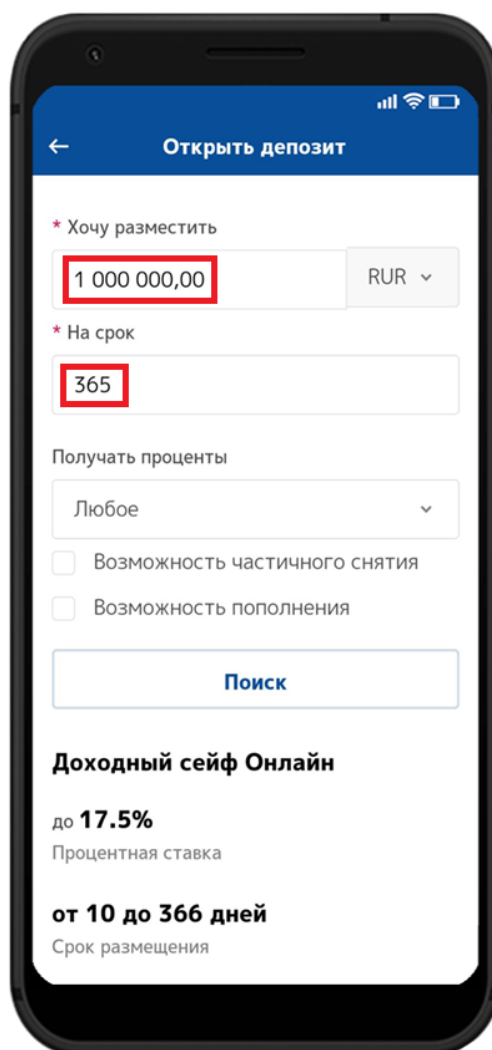 Открыть депозит
* Хочу разместить
1 000 000,00
RUR
* На срок
365
Получать проценты
Любое
Возможность частичного снятия
Возможность пополнения
Поиск
Доходный сейф Онлайн
до 17.5%
Процентная ставка
от 10 до 366 дней
Срок размещения